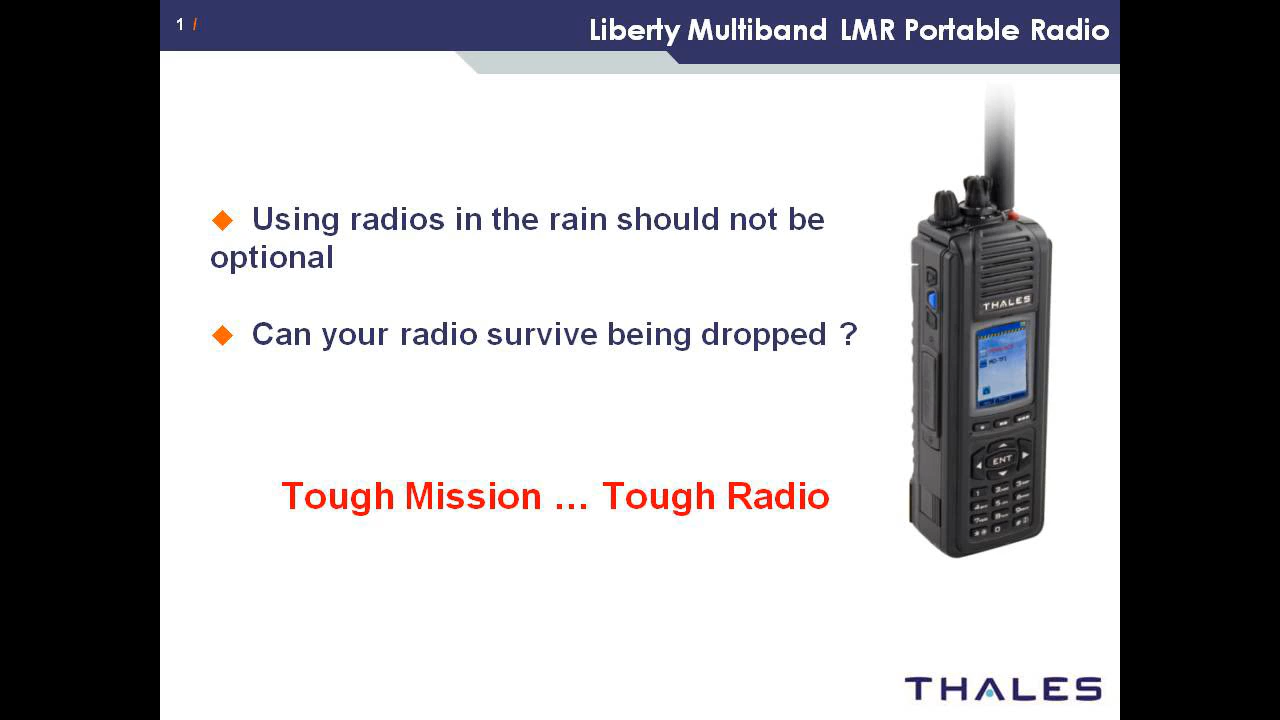 1 /
Liberty Multiband LMR Portable Radio
◆ Using radios in the rain should not be
optional
◆ Can your radio survive being dropped ?
Tough Mission … Tough Radio
THALES
ENT
1
THALES